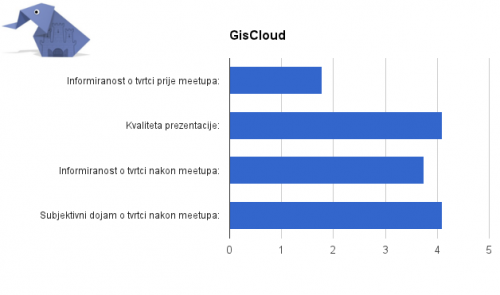 GisCloud
Informiranost o tvrtci prije meetupa:
Kvaliteta prezentacije:
Informiranost o tvrtci nakon meetupa:
Subjektivni dojam o tvrtci nakon meetupa:
0 1 2 3 4 5